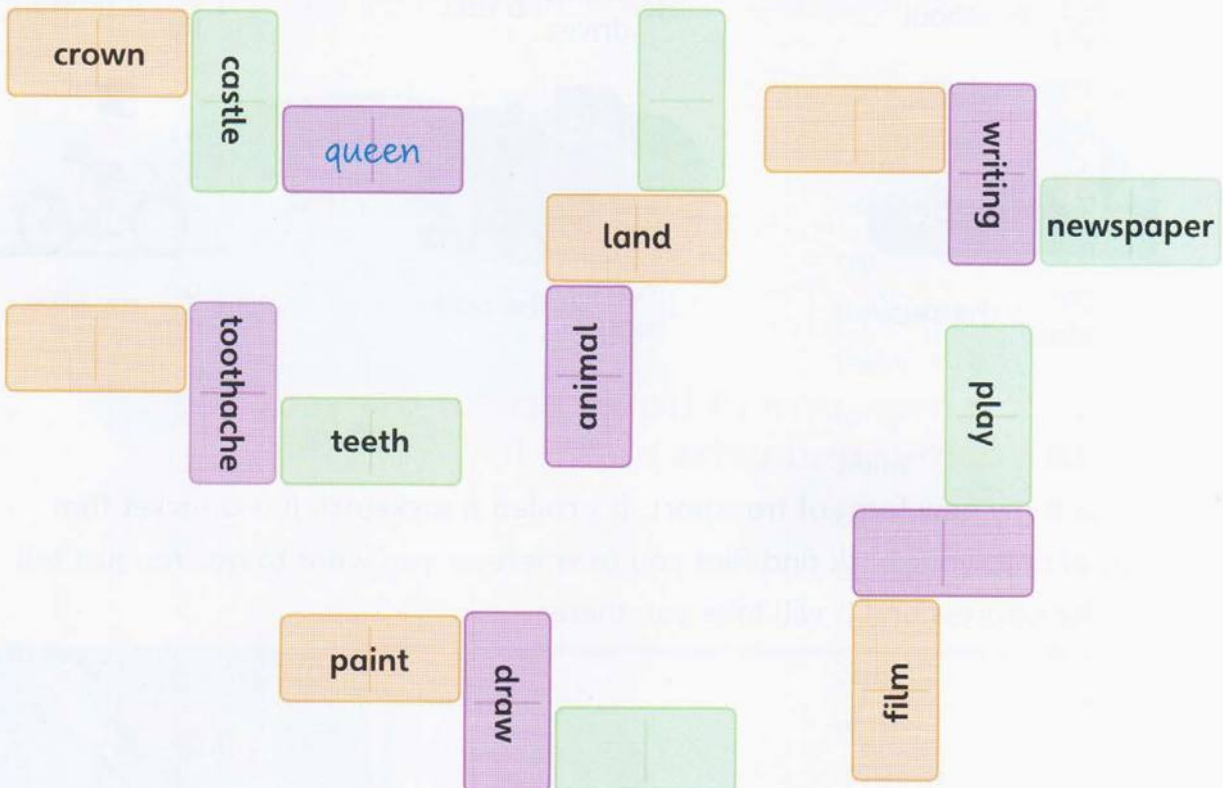 crown
castle
queen
land
animal
writing
newspaper
toothache
teeth
play
film
paint
draw